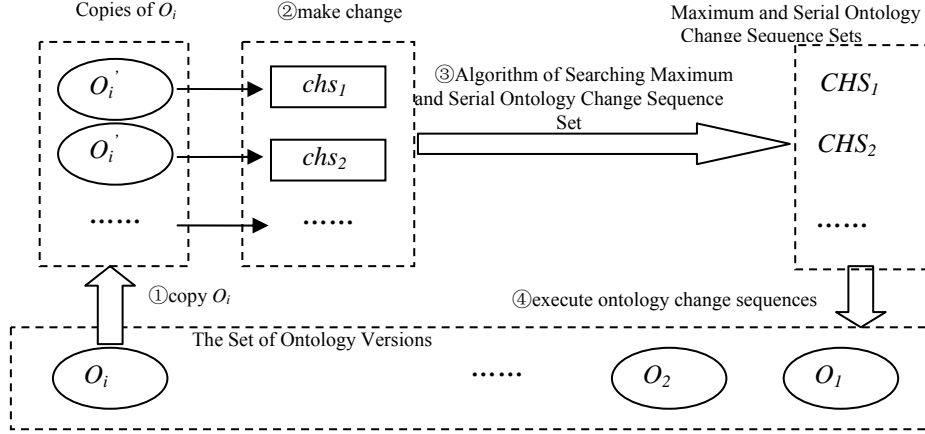 Copies of Oi
②make change
Maximum and Serial Ontology
Change Sequence Sets
Oi'
chs1
③Algorithm of Searching Maximum
and Serial Ontology Change Sequence
Set
CHS1
Oi'
chs2
CHS2
......
......
......
①copy Oi
④execute ontology change sequences
The Set of Ontology Versions
Oi
......
O2
O1